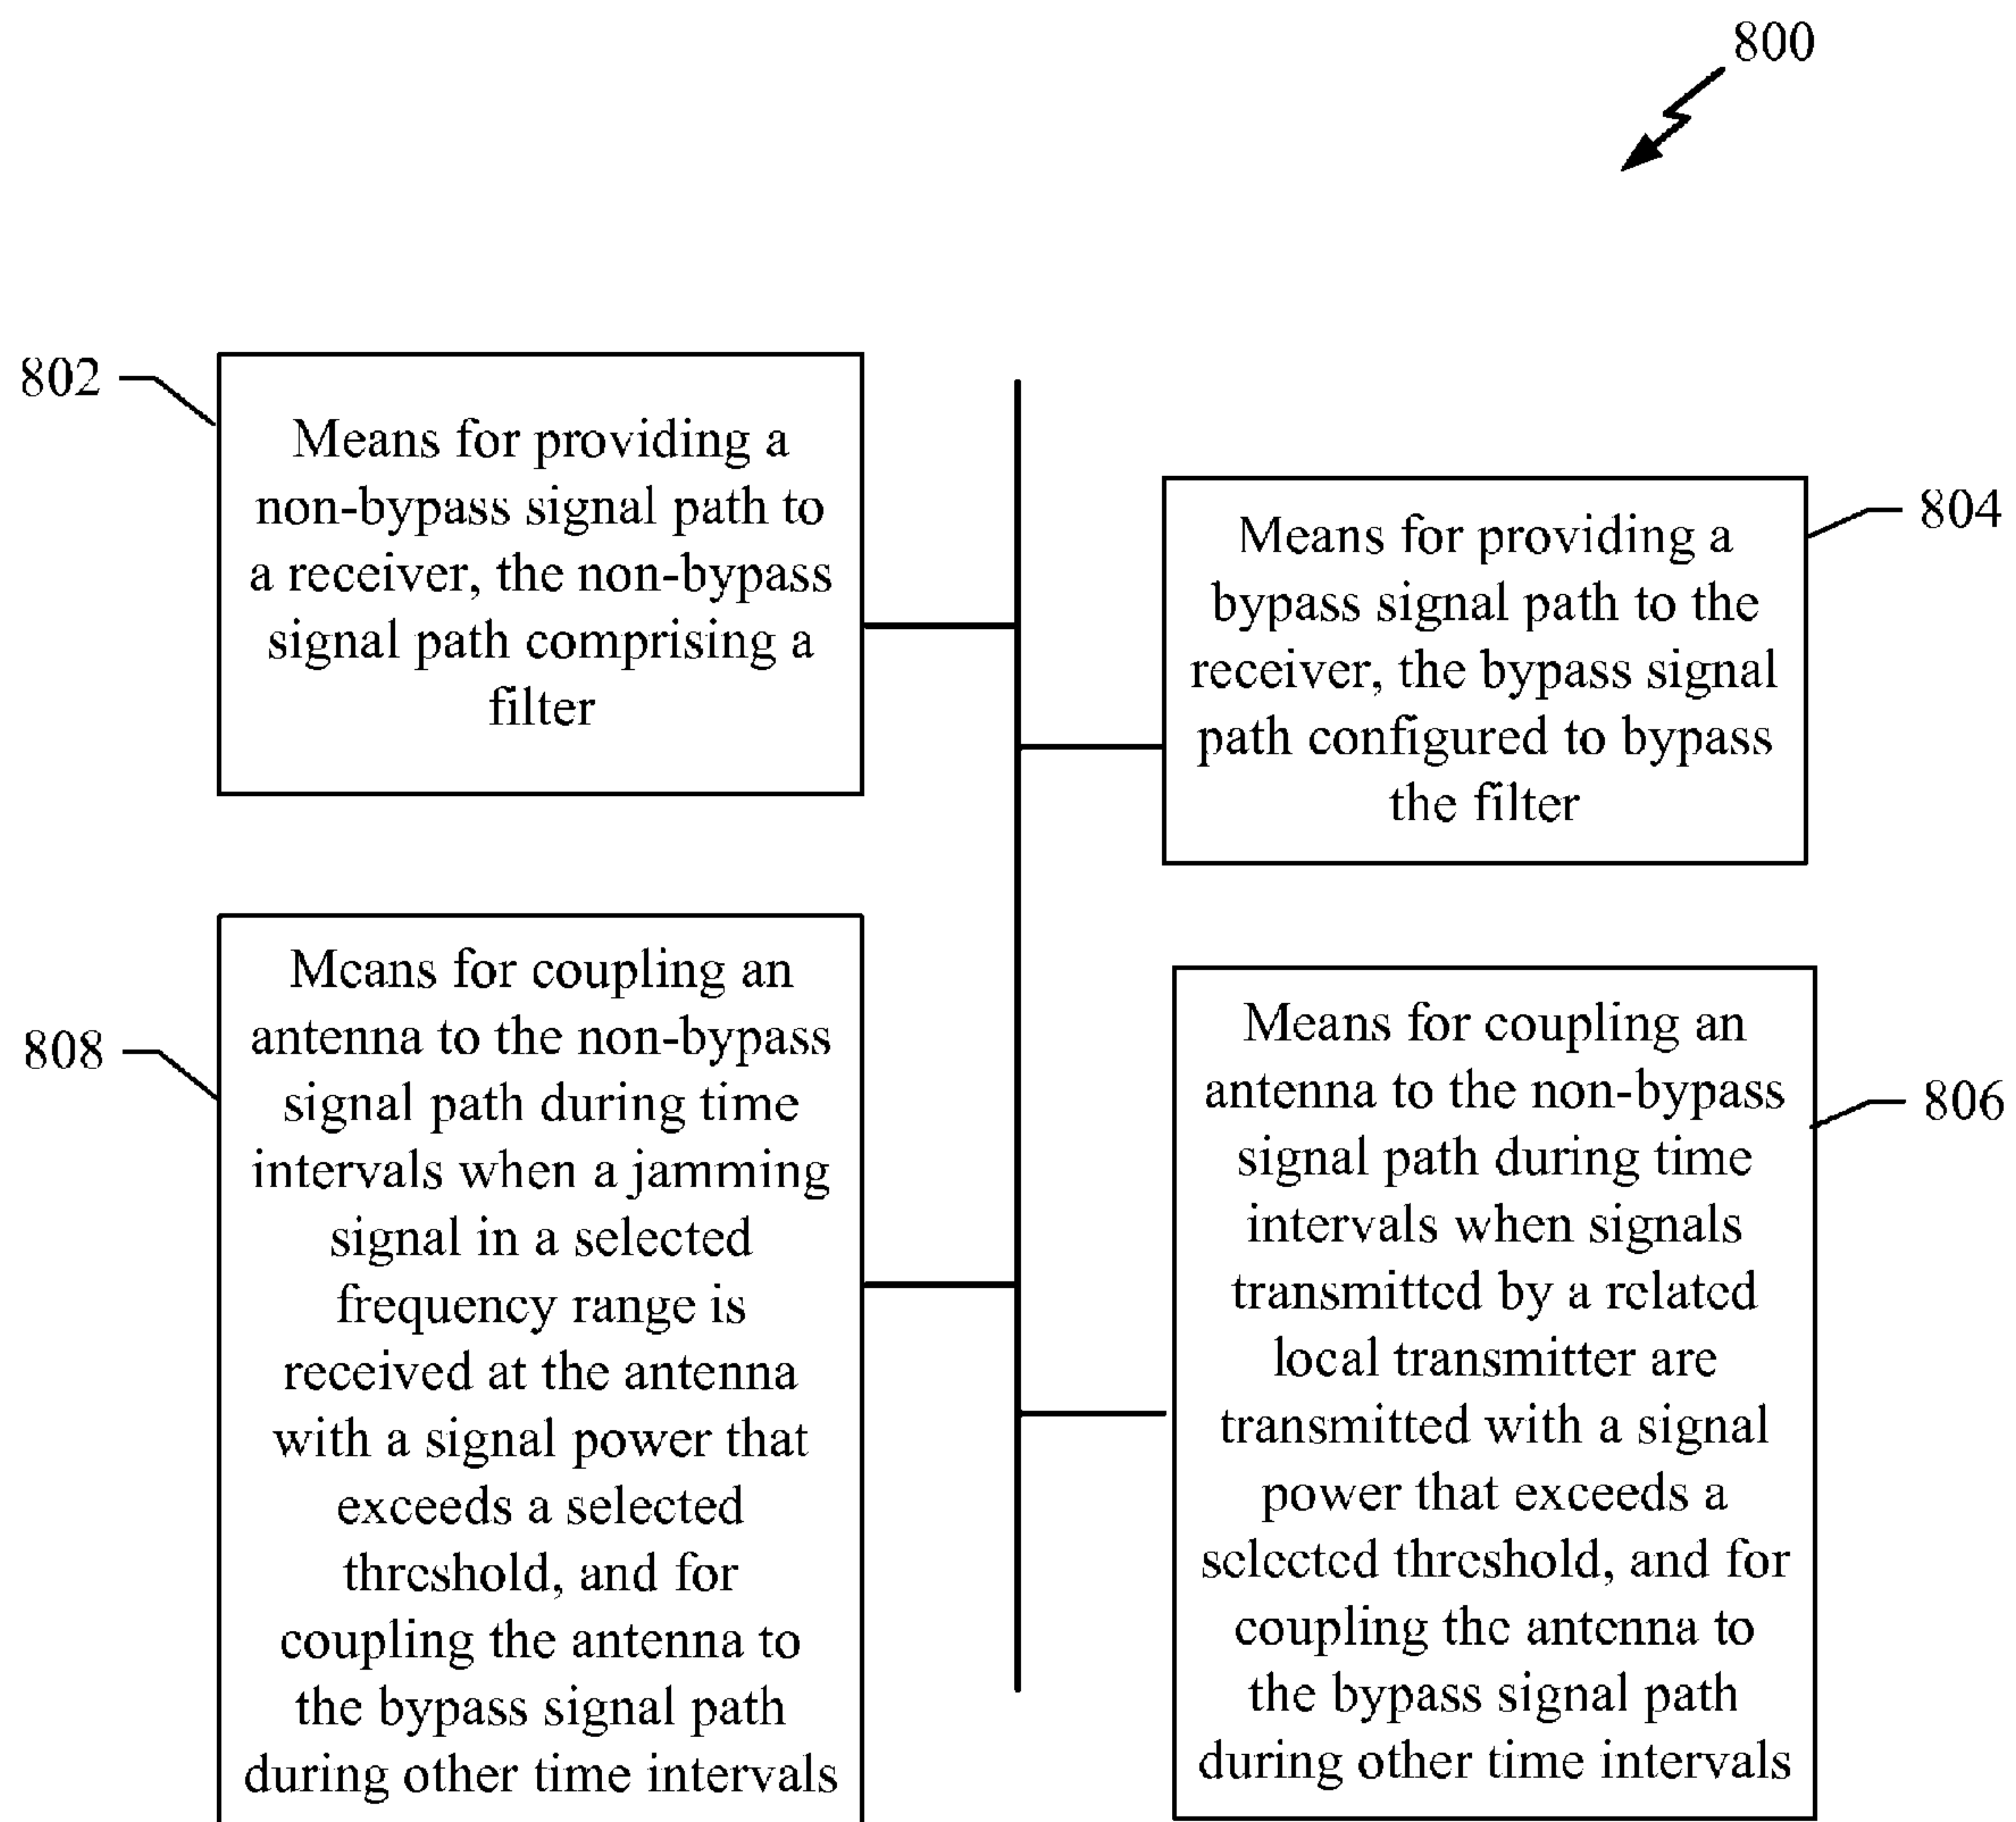 800
802
Means for providing a
non-bypass signal path to
a receiver, the non-bypass
signal path comprising a
filter
804
Means for providing a
bypass signal path to the
receiver, the bypass signal
path configured to bypass
the filter
808
Means for coupling an
antenna to the non-bypass
signal path during time
intervals when a jamming
signal in a selected
frequency range is
received at the antenna
with a signal power that
exceeds a selected
threshold, and for
coupling the antenna to
the bypass signal path
during other time intervals
806
Means for coupling an
antenna to the non-bypass
signal path during time
intervals when signals
transmitted by a related
local transmitter are
transmitted with a signal
power that exceeds a
selected threshold, and for
coupling the antenna to
the bypass signal path
during other time intervals